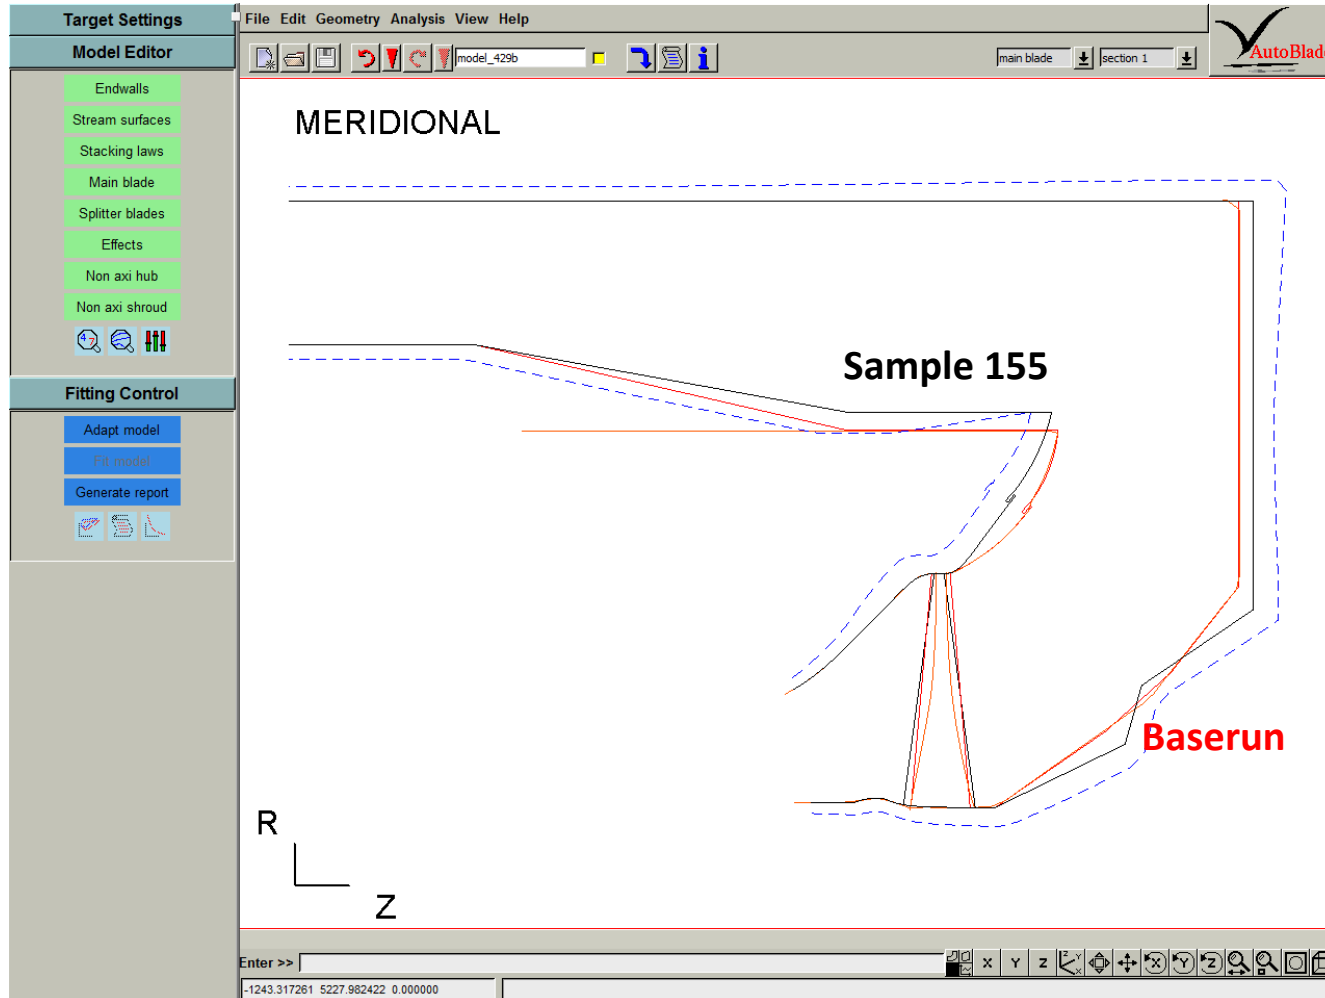 Target Settings
Model Editor
Endwalls
Stream surfaces
Stacking laws
Main blade
Splitter blades
Effects
Non axi hub
Non axi shroud
Fitting Control
Adapt model
Fit model
Generate report
File Edit Geometry Analysis View Help
model_429b
main blade
section 1
AutoBlade
MERIDIONAL
Sample 155
Baserun
R
Z
Enter >>
X Y Z
-1243.317261 5227.982422 0.000000